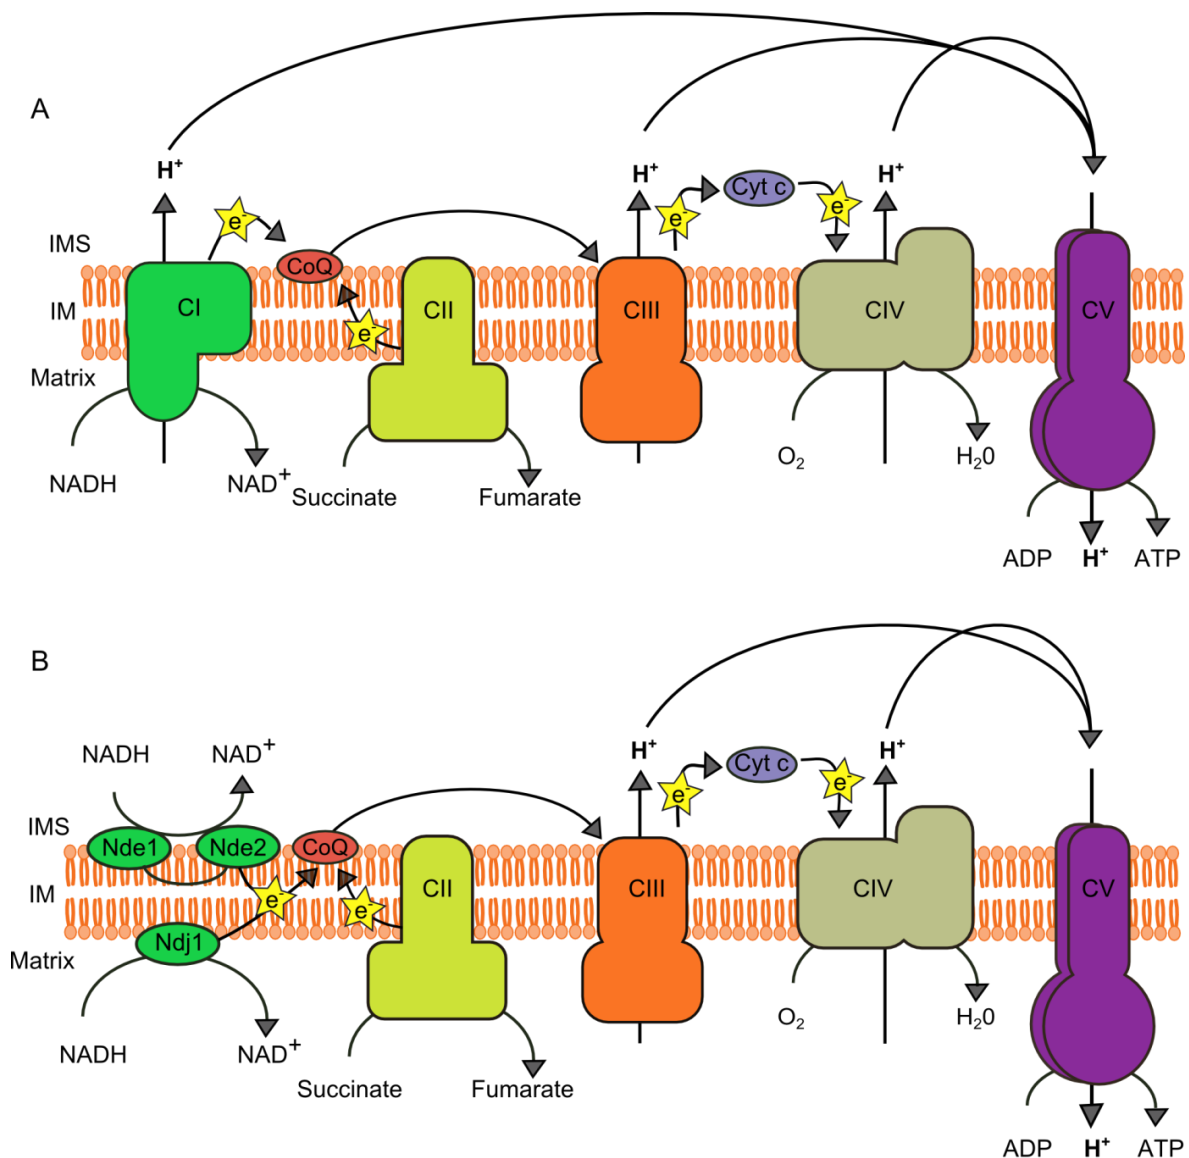 A
H⁺
H⁺
Cyt c
H⁺
e⁻
e⁻
e⁻
IMS
CoQ
CI
CII
CIII
CIV
CV
IM
e⁻
Matrix
NADH
NAD⁺
Succinate
Fumarate
O₂
H₂0
ADP
H⁺
ATP
B
NADH
NAD⁺
H⁺
Cyt c
H⁺
e⁻
e⁻
IMS
Nde1
Nde2
CoQ
CII
CIII
CIV
CV
IM
e⁻
e⁻
Ndj1
Matrix
NADH
NAD⁺
Succinate
Fumarate
O₂
H₂0
ADP
H⁺
ATP